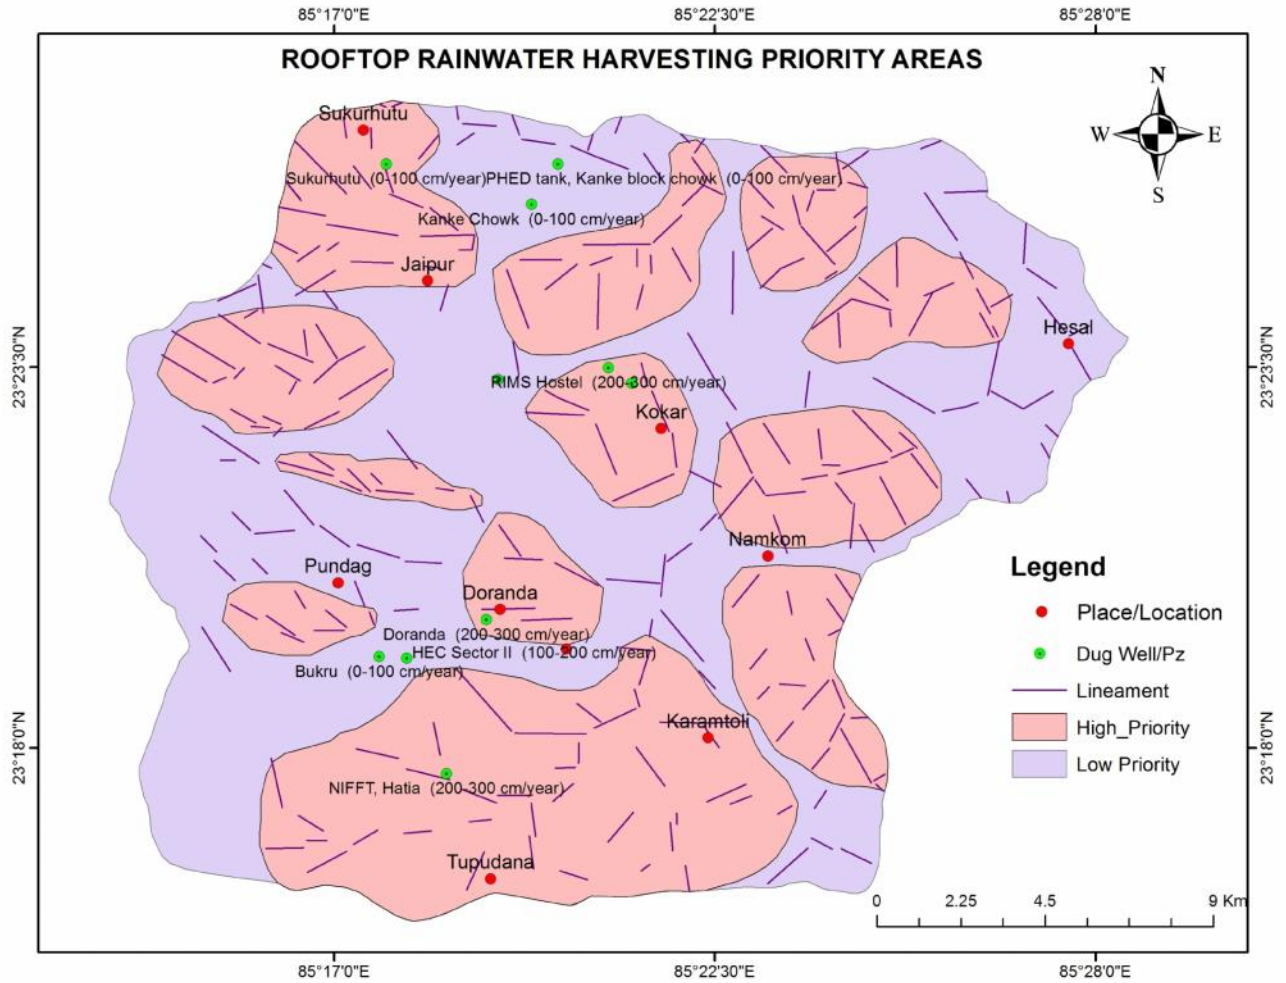 85°17'0"E 85°22'30"E 85°28'0"E
ROOFTOP RAINWATER HARVESTING PRIORITY AREAS
N
W E
S
Sukurhutu
Sukurhutu (0-100 cm/year)
PHED tank, Kanke block chowk (0-100 cm/year)
Kanke Chowk (0-100 cm/year)
Jaipur
Hesal
23°23'30"N 23°23'30"N
RIMS Hostel (200-300 cm/year)
Kokar
Namkom
Pundag
Doranda
Doranda (200-300 cm/year)
HEC Sector II (100-200 cm/year)
Bukru (0-100 cm/year)
Karamtoli
23°18'0"N 23°18'0"N
NIFFT, Hatia (200-300 cm/year)
Tupudana
Legend
Place/Location
Dug Well/Pz
Lineament
High_Priority
Low Priority
0 2.25 4.5 9 Km
85°17'0"E 85°22'30"E 85°28'0"E